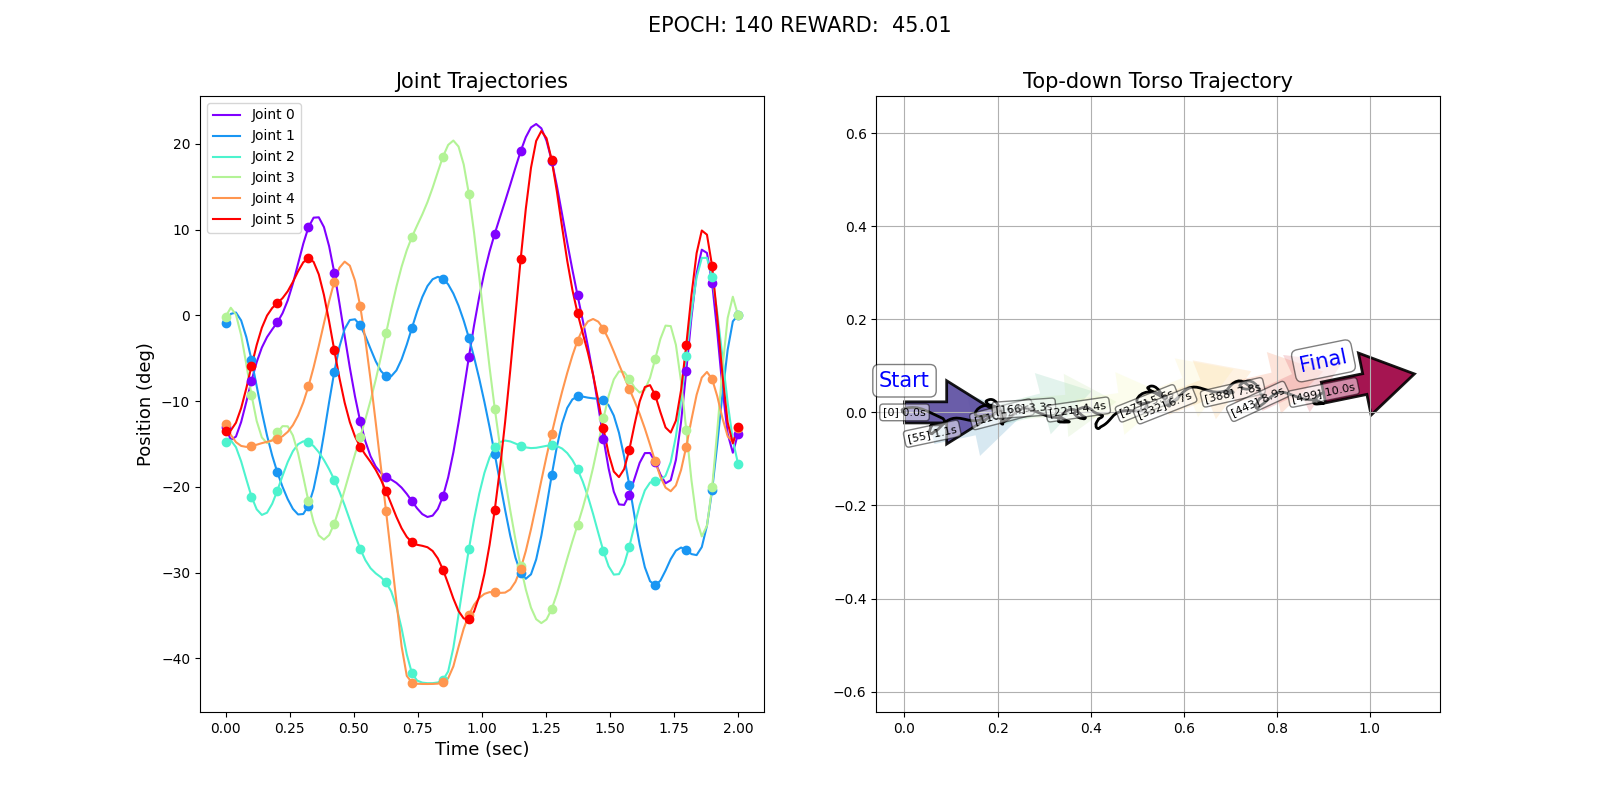 EPOCH: 140 REWARD:  45.01
Joint Trajectories
Joint 0
Joint 1
Joint 2
Joint 3
Joint 4
Joint 5
20
10
0
−10
−20
−30
−40
Position (deg)
0.00 0.25 0.50 0.75 1.00 1.25 1.50 1.75 2.00
Time (sec)
Top-down Torso Trajectory
0.6
0.4
0.2
0.0
−0.2
−0.4
−0.6
Start
Final
[0] 0.0s
[55] 1.1s
[166] 3.3s
[221] 4.4s
[332] 6.7s
[388] 7.8s
[443] 8.9s
[499] 10.0s
0.0 0.2 0.4 0.6 0.8 1.0